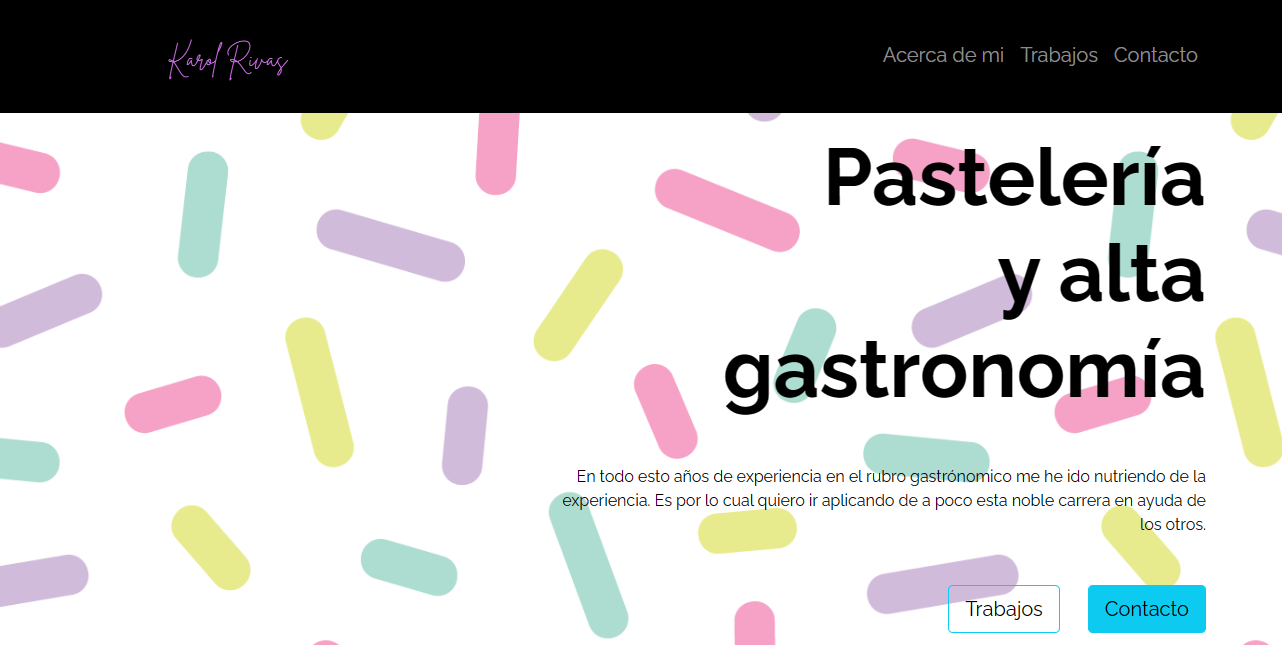 Karol Rivas
Acerca de mi Trabajos Contacto
Pastelería
y alta
gastronomía
En todo esto años de experiencia en el rubro gastrónomico me he ido nutriendo de la
experiencia. Es por lo cual quiero ir aplicando de a poco esta noble carrera en ayuda de
los otros.
Trabajos Contacto